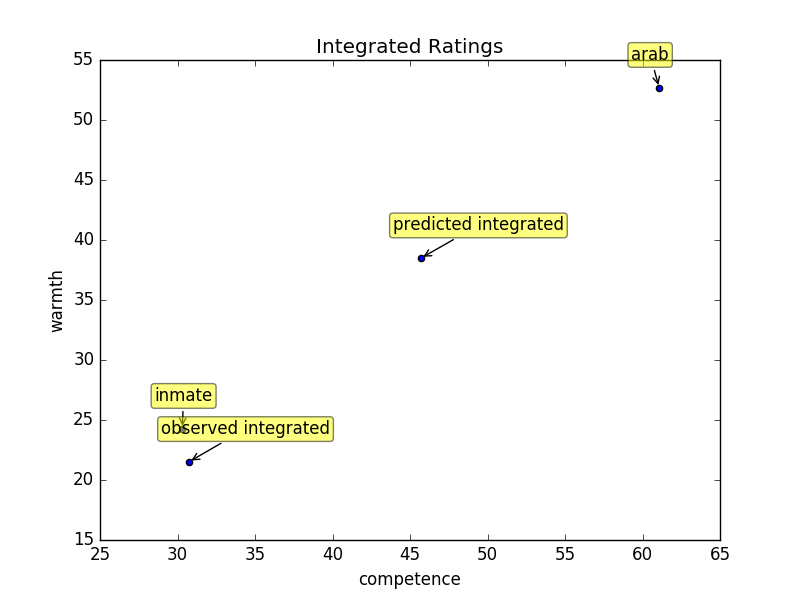 Integrated Ratings
arab
predicted integrated
inmate
observed integrated
warmth
55
50
45
40
35
30
25
20
15
25 30 35 40 45 50 55 60 65
competence